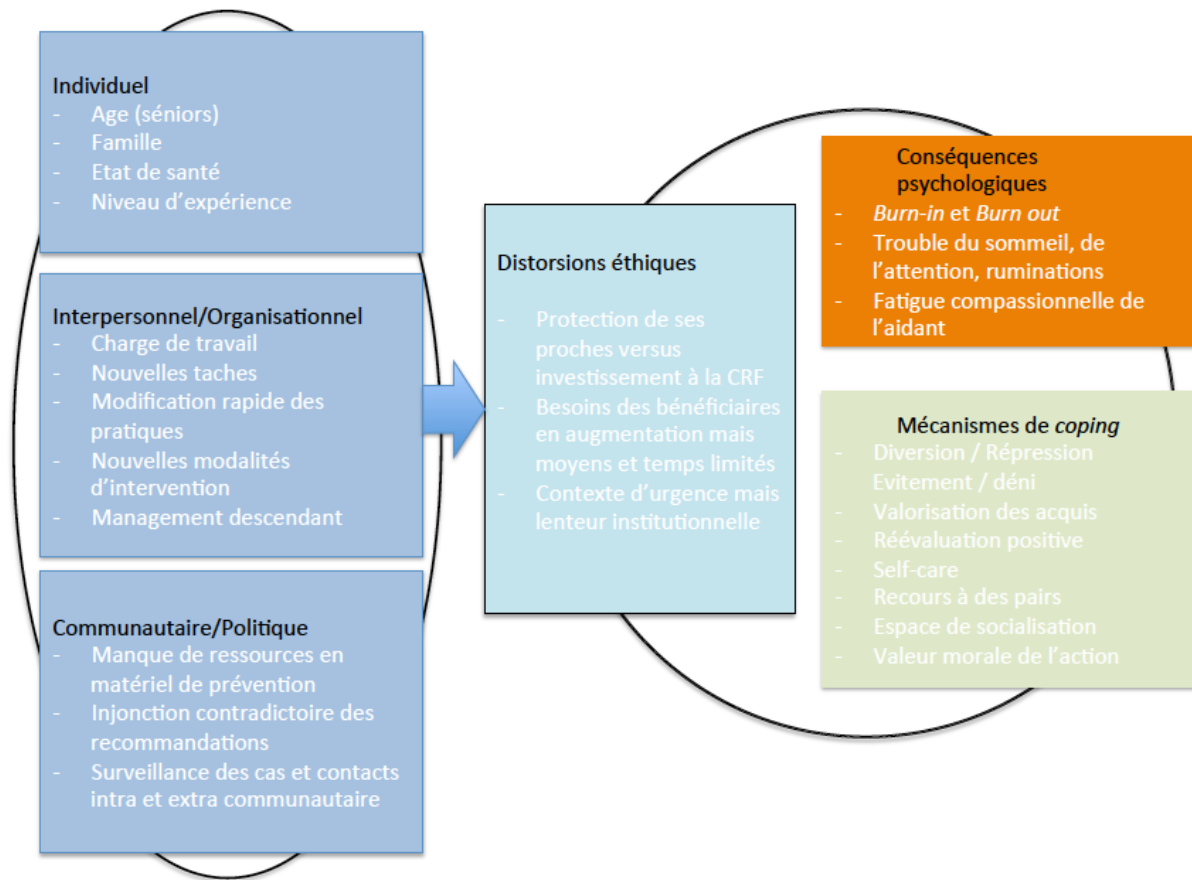 Individuel
- Age (séniors)
- Famille
- Etat de santé
- Niveau d'expérience
Interpersonnel/Organisationnel
- Charge de travail
- Nouvelles taches
- Modification rapide des
pratiques
- Nouvelles modalités
d'intervention
- Management descendant
Communautaire/Politique
- Manque de ressources en
matériel de prévention
- Injonction contradictoire des
recommandations
- Surveillance des cas et contacts
intra et extra communautaire
Distorsions éthiques
- Protection de ses
proches versus
investissement à la CRF
- Besoins des bénéficiaires
en augmentation mais
moyens et temps limités
- Contexte d'urgence mais
lenteur institutionnelle
Conséquences
psychologiques
- Burn-in et Burn out
- Trouble du sommeil, de
l'attention, ruminations
- Fatigue compassionnelle de
l'aidant
Mécanismes de coping
- Diversion / Répression
- Evitement / déni
- Valorisation des acquis
- Réévaluation positive
- Self-care
- Recours à des pairs
- Espace de socialisation
- Valeur morale de l'action